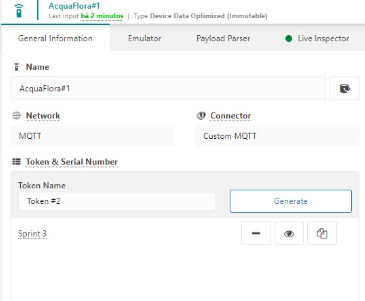 AcquaFlora#1
Last Input há 2 minutos | Type Device Data Optimized (Immutable)
General Information Emulator Payload Parser Live Inspector
Name
AcquaFlora#1
Network Connector
MQTT Custom MQTT
Token & Serial Number
Token Name
Token #2 Generate
Sprint 3